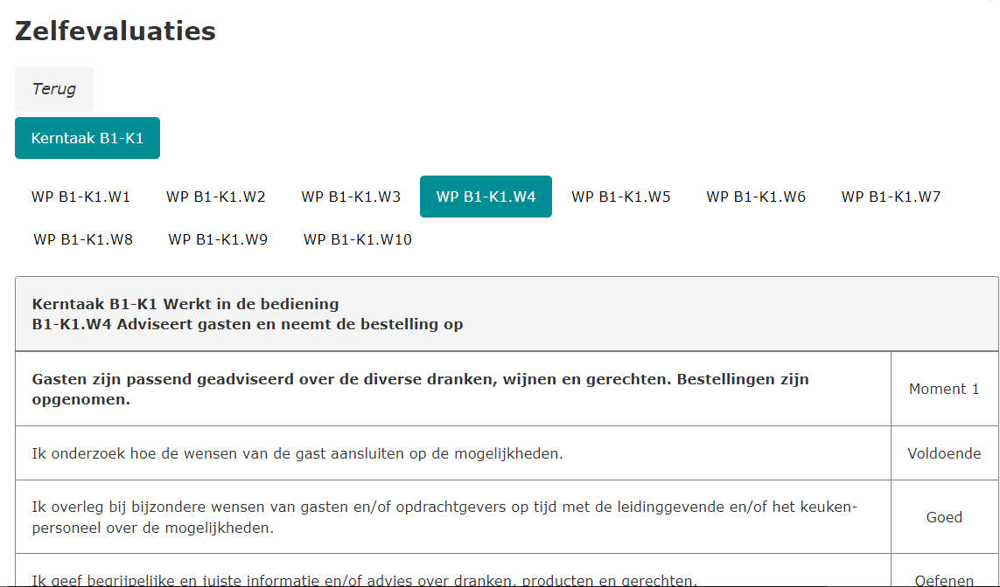 Zelfevaluaties
Terug
Kerntaak B1-K1
WP B1-K1.W1 WP B1-K1.W2 WP B1-K1.W3 WP B1-K1.W4 WP B1-K1.W5 WP B1-K1.W6 WP B1-K1.W7
WP B1-K1.W8 WP B1-K1.W9 WP B1-K1.W10
Kerntaak B1-K1 Werkt in de bediening
B1-K1.W4 Adviseert gasten en neemt de bestelling op
Gasten zijn passend geadviseerd over de diverse dranken, wijnen en gerechten. Bestellingen zijn
opgenomen.
Moment 1
Ik onderzoek hoe de wensen van de gast aansluiten op de mogelijkheden.
Voldoende
Ik overleg bij bijzondere wensen van gasten en/of opdrachtgevers op tijd met de leidinggevende en/of het keuken-
personeel over de mogelijkheden.
Goed
Ik geef begrijpelijke en juiste informatie en/of advies over dranken, producten en gerechten.
Oefenen